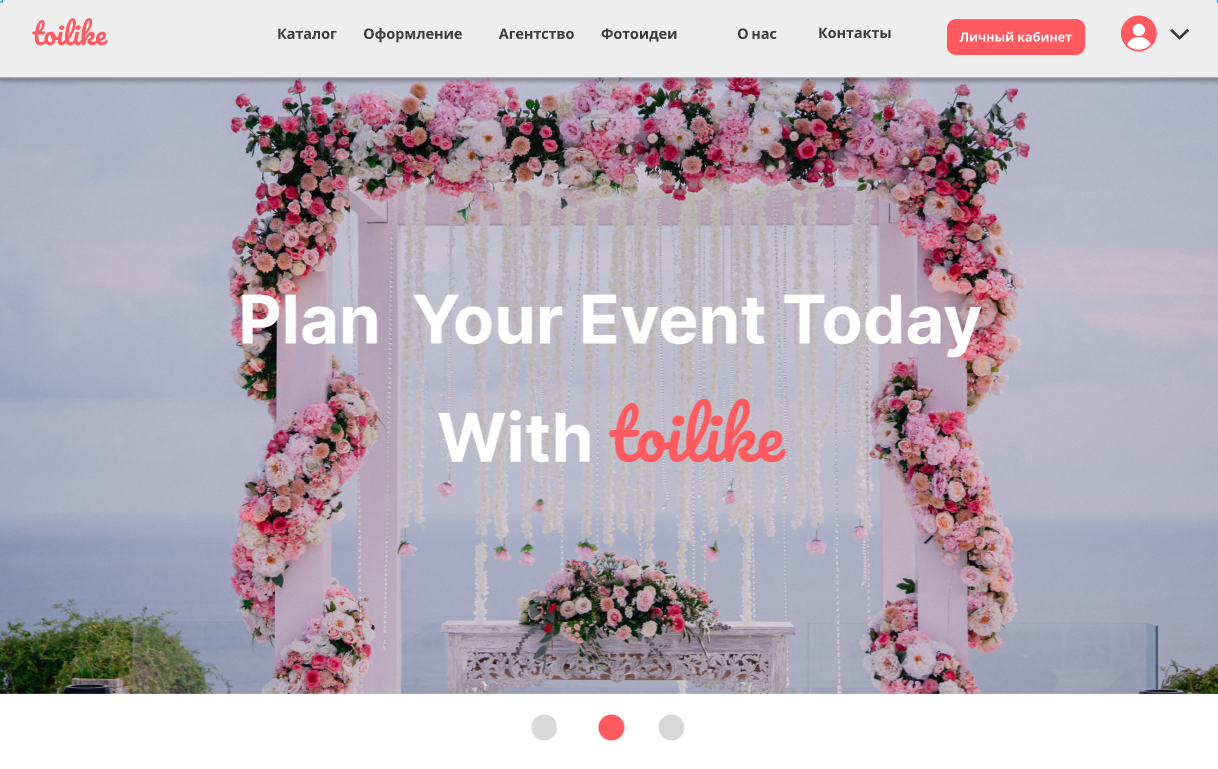 toilike Каталог Оформление Агентство Фотоидеи О нас Контакты Личный кабинет
Plan Your Event Today
With toilike